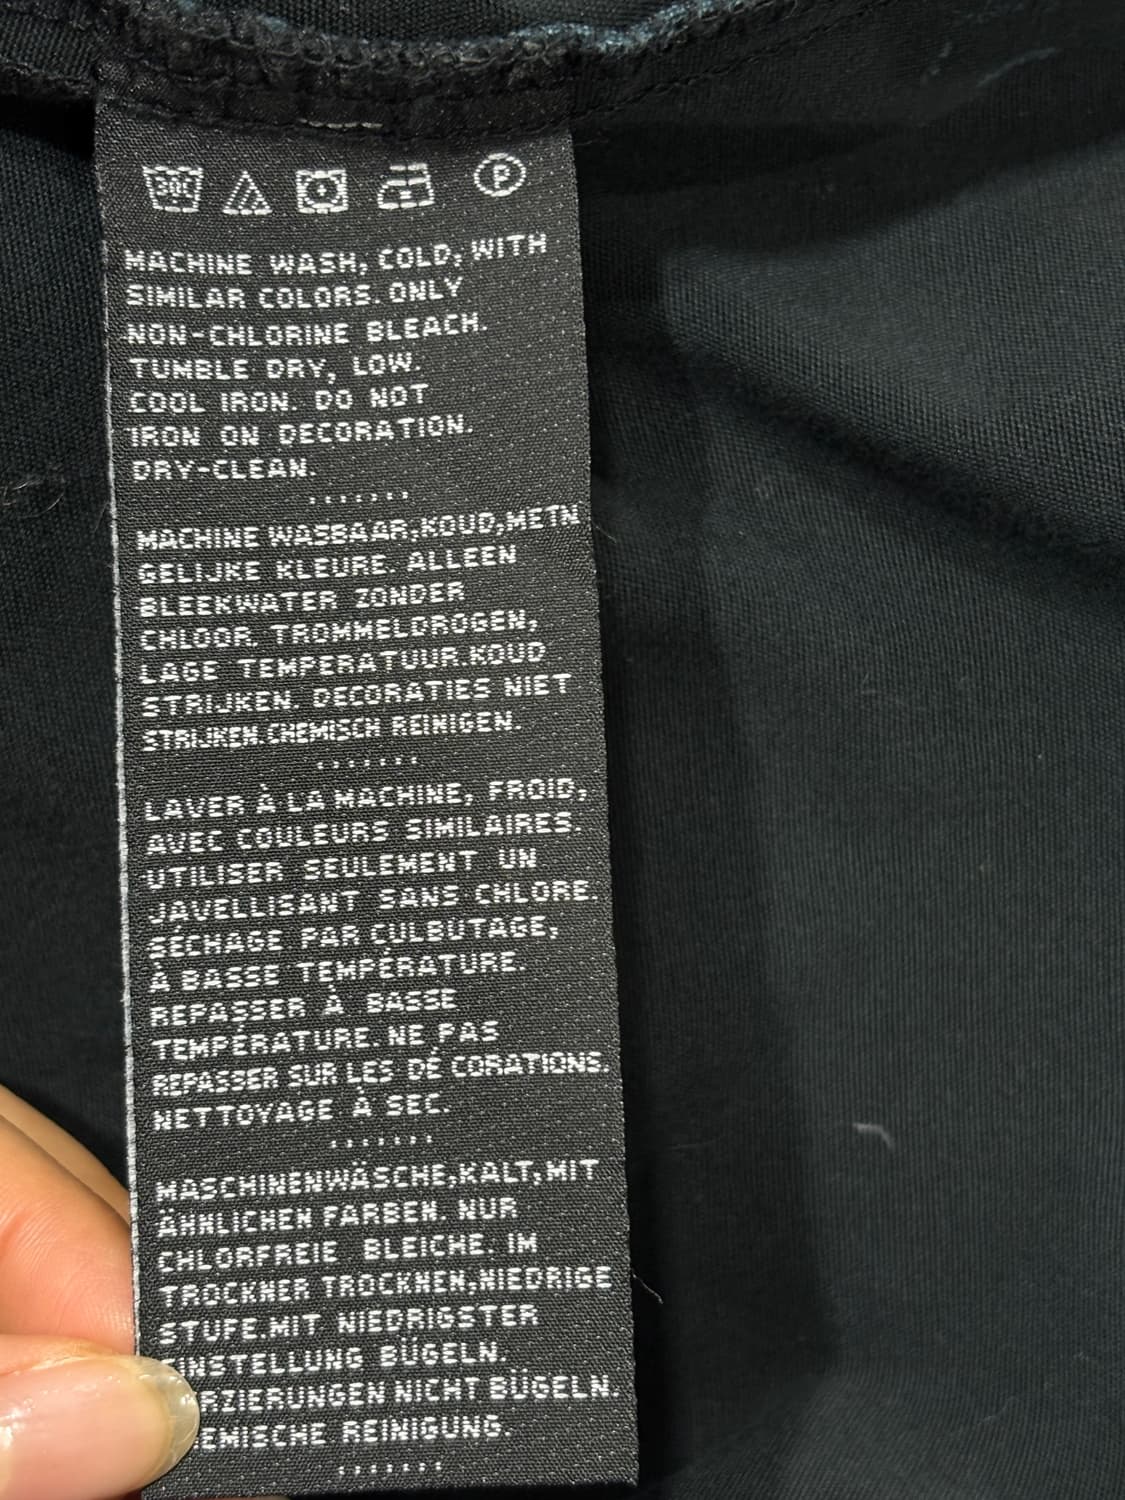 30C
P
MACHINE WASH, COLD, WITH
SIMILAR COLORS. ONLY
NON-CHLORINE BLEACH.
TUMBLE DRY, LOW.
COOL IRON. DO NOT
IRON ON DECORATION.
DRY-CLEAN.
.......
MACHINE WASBAAR,KOUD,METN
GELIJKE KLEURE. ALLEEN
BLEEKWATER ZONDER
CHLOOR. TROMMELDROGEN,
LAGE TEMPERATUUR.KOUD
STRIJKEN. DECORATIES NIET
STRIJKEN.CHEMISCH REINIGEN.
.......
LAVER À LA MACHINE, FROID,
AVEC COULEURS SIMILAIRES.
UTILISER SEULEMENT UN
JAVELLISANT SANS CHLORE.
SÉCHAGE PAR CULBUTAGE,
À BASSE TEMPÉRATURE.
REPASSER À BASSE
TEMPÉRATURE. NE PAS
REPASSER SUR LES DÉ CORATIONS.
NETTOYAGE À SEC.
.......
MASCHINENWÄSCHE,KALT,MIT
ÄHNLICHEN FARBEN. NUR
CHLORFREIE BLEICHE. IM
TROCKNER TROCKNEN,NIEDRIGE
STUFE.MIT NIEDRIGSTER
INSTELLUNG BÜGELN.
RZIERUNGEN NICHT BÜGELN.
EMISCHE REINIGUNG.
.......